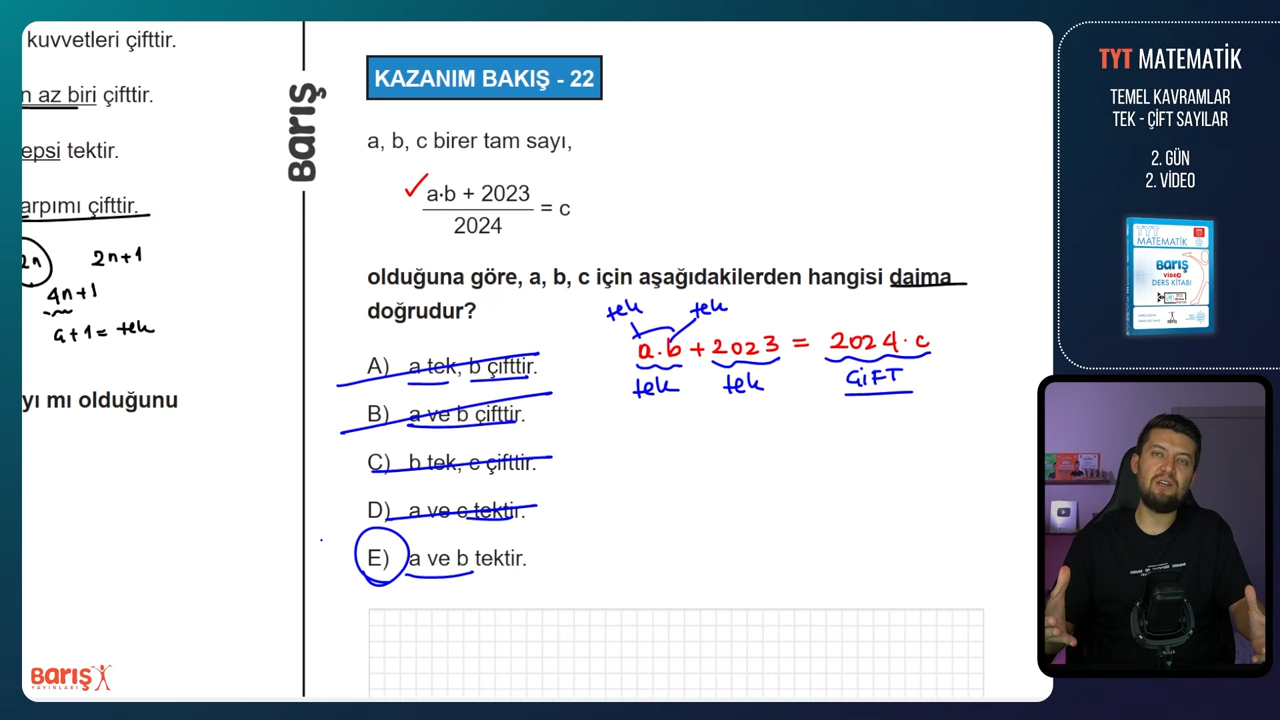 kuvvetleri çifttir.
n az biri çifttir.
epsi tektir.
arpımı çifttir.
2n 2n+1
4n+1
a+1= tek
yı mı olduğunu
Barış
YAYINLARI
Barış
KAZANIM BAKIŞ - 22
a, b, c birer tam sayı,
a·b + 2023
2024
= c
olduğuna göre, a, b, c için aşağıdakilerden hangisi daima
doğrudur?
A) a tek, b çifttir.
B) a ve b çifttir.
C) b tek, c çifttir.
D) a ve c tektir.
E) a ve b tektir.
tek tek
a.b + 2023 = 2024.c
tek tek ÇİFT
TYT MATEMATİK
TEMEL KAVRAMLAR
TEK - ÇİFT SAYILAR
2. GÜN
2. VİDEO
TYT
MATEMATİK
Barış
VİDEO
DERS KİTABI